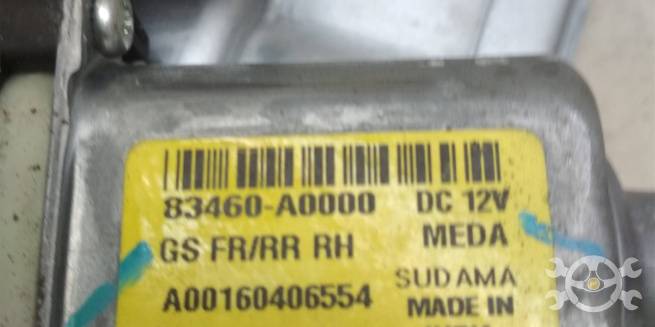 83460-A0000 DC 12V
GS FR/RR RH MEDA
A00160406554 SUDAMA
MADE IN